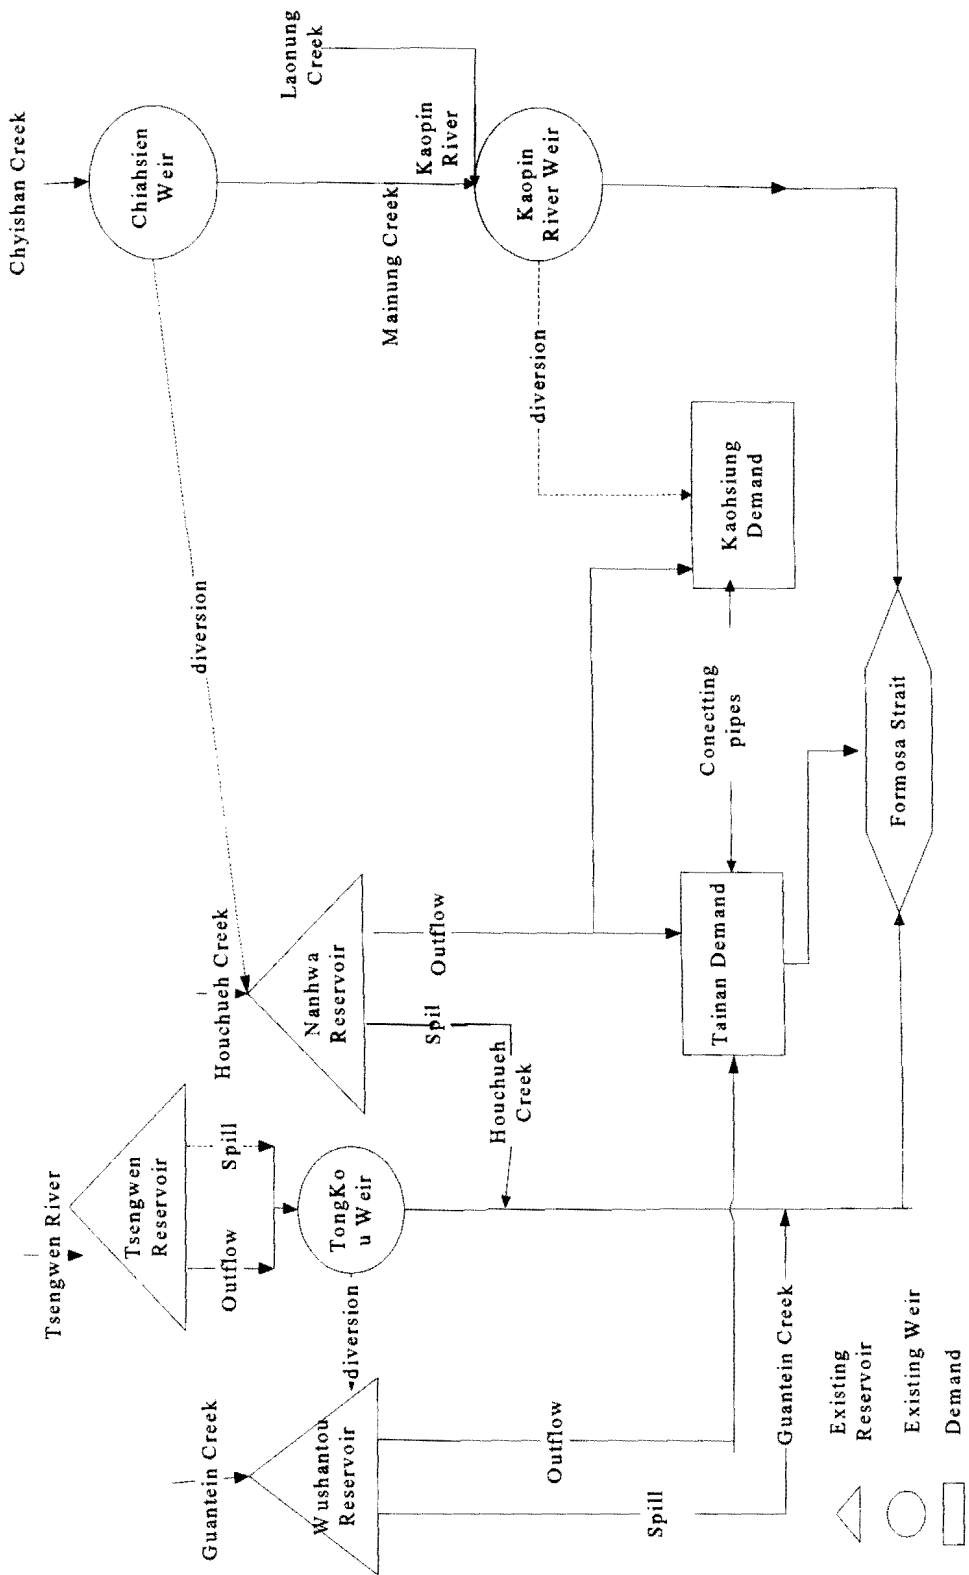 Chyishan Creek
Chiahsien
Weir
Laonung
Creek
Kaopin
River
Mainung Creek
Kaopin
River Weir
diversion
diversion
Kaohsiung
Demand
Conectting
pipes
Formosa Strait
Houchueh Creek
Nanhwa
Reservoir
Outflow
Spil
Houchueh
Creek
Tainan Demand
Tsengwen River
Tsengwen
Reservoir
Spill
Outflow
TongKo
u Weir
diversion
Guantein Creek
Wushantou
Reservoir
Outflow
Spill
Guantein Creek
Existing
Reservoir
Existing Weir
Demand